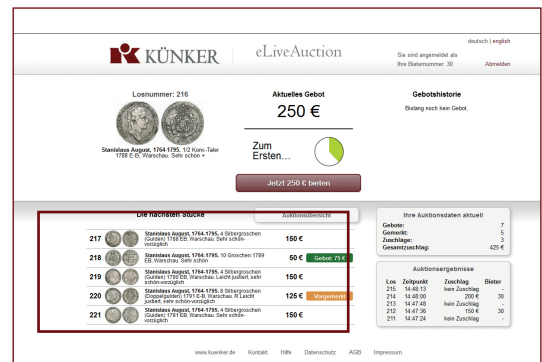 deutsch | english
KÜNKER
eLiveAuction
Sie sind angemeldet als
Ihre Bieternummer: 30 Abmelden
Losnummer: 216
Stanislaus August, 1764-1795. 1/2 Konv.-Taler
1788 E-B, Warschau. Sehr schön +
Aktuelles Gebot
250 €
Zum
Ersten...
Jetzt 250 € bieten
Gebotshistorie
Bislang noch kein Gebot.
Die nächsten Stücke
Auktionsübersicht
217 Stanislaus August, 1764-1795. 4 Silbergroschen
(Gulden) 1788 EB, Warschau. Sehr schön-
vorzüglich 150 €
218 Stanislaus August, 1764-1795. 10 Groschen 1789
EB, Warschau. Sehr schön 50 € Gebot: 75 €
219 Stanislaus August, 1764-1795. 4 Silbergroschen
(Gulden) 1790 EB, Warschau. Leicht justiert, sehr
schön-vorzüglich 150 €
220 Stanislaus August, 1764-1795. 8 Silbergroschen
(Doppelgulden) 1791 E-B, Warschau. R Leicht
justiert, sehr schön-vorzüglich 125 € Vorgemerkt
221 Stanislaus August, 1764-1795. 4 Silbergroschen
(Gulden) 1791 EB, Warschau. Sehr schön-
vorzüglich 150 €
Ihre Auktionsdaten aktuell
Gebote: 7
Gemerkt: 5
Zuschläge: 3
Gesamtzuschlag: 425 €
Auktionsergebnisse
Los Zeitpunkt Zuschlag Bieter
215 14:48:13 kein Zuschlag -
214 14:48:00 200 € 30
213 14:47:48 kein Zuschlag -
212 14:47:36 150 € 30
211 14:47:24 kein Zuschlag -
www.kuenker.de Kontakt Hilfe Datenschutz AGB Impressum